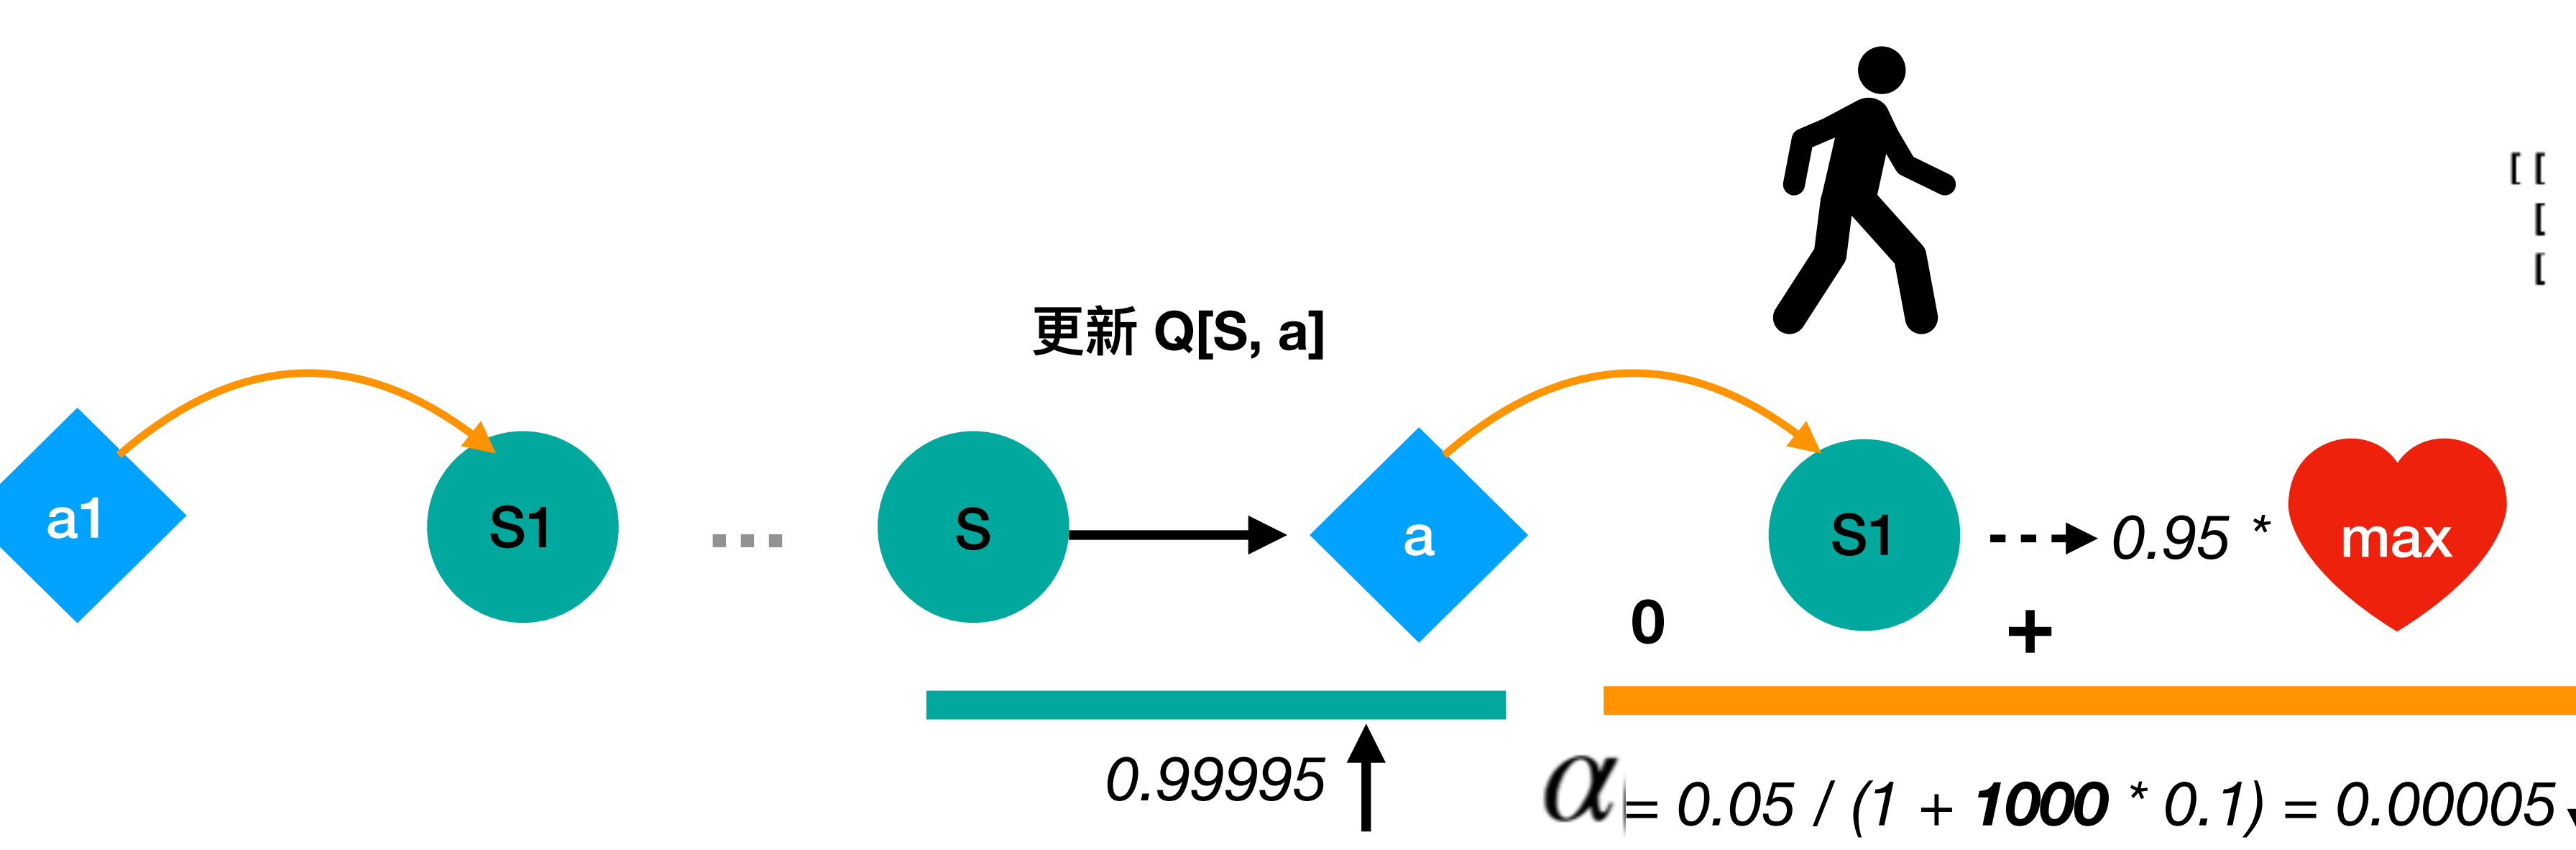 [ [
[
[
更新 Q[S, a]
a1
S1
...
S
a
S1
0.95 *
max
0
+
0.99995
α = 0.05 / (1 + 1000 * 0.1) = 0.00005